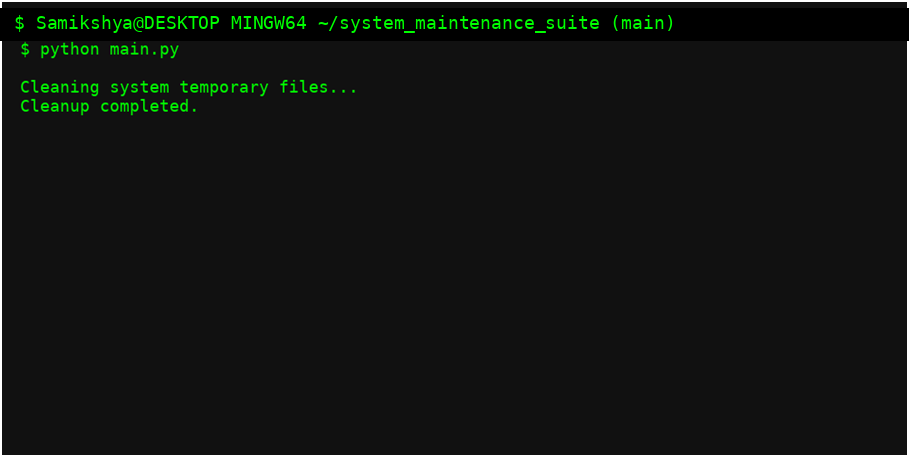 $ Samikshya@DESKTOP MINGW64 ~/system_maintenance_suite (main)
$ python main.py
Cleaning system temporary files...
Cleanup completed.